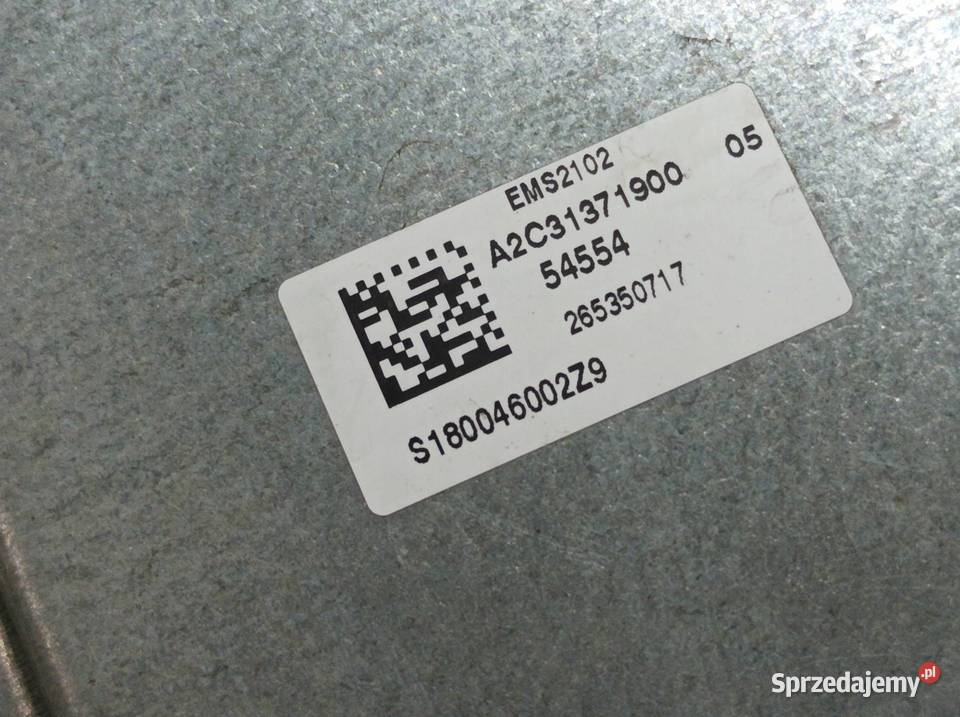 EMS2102
A2C31371900 05
54554
265350717
S180046002Z9
Sprzedajemy.pl